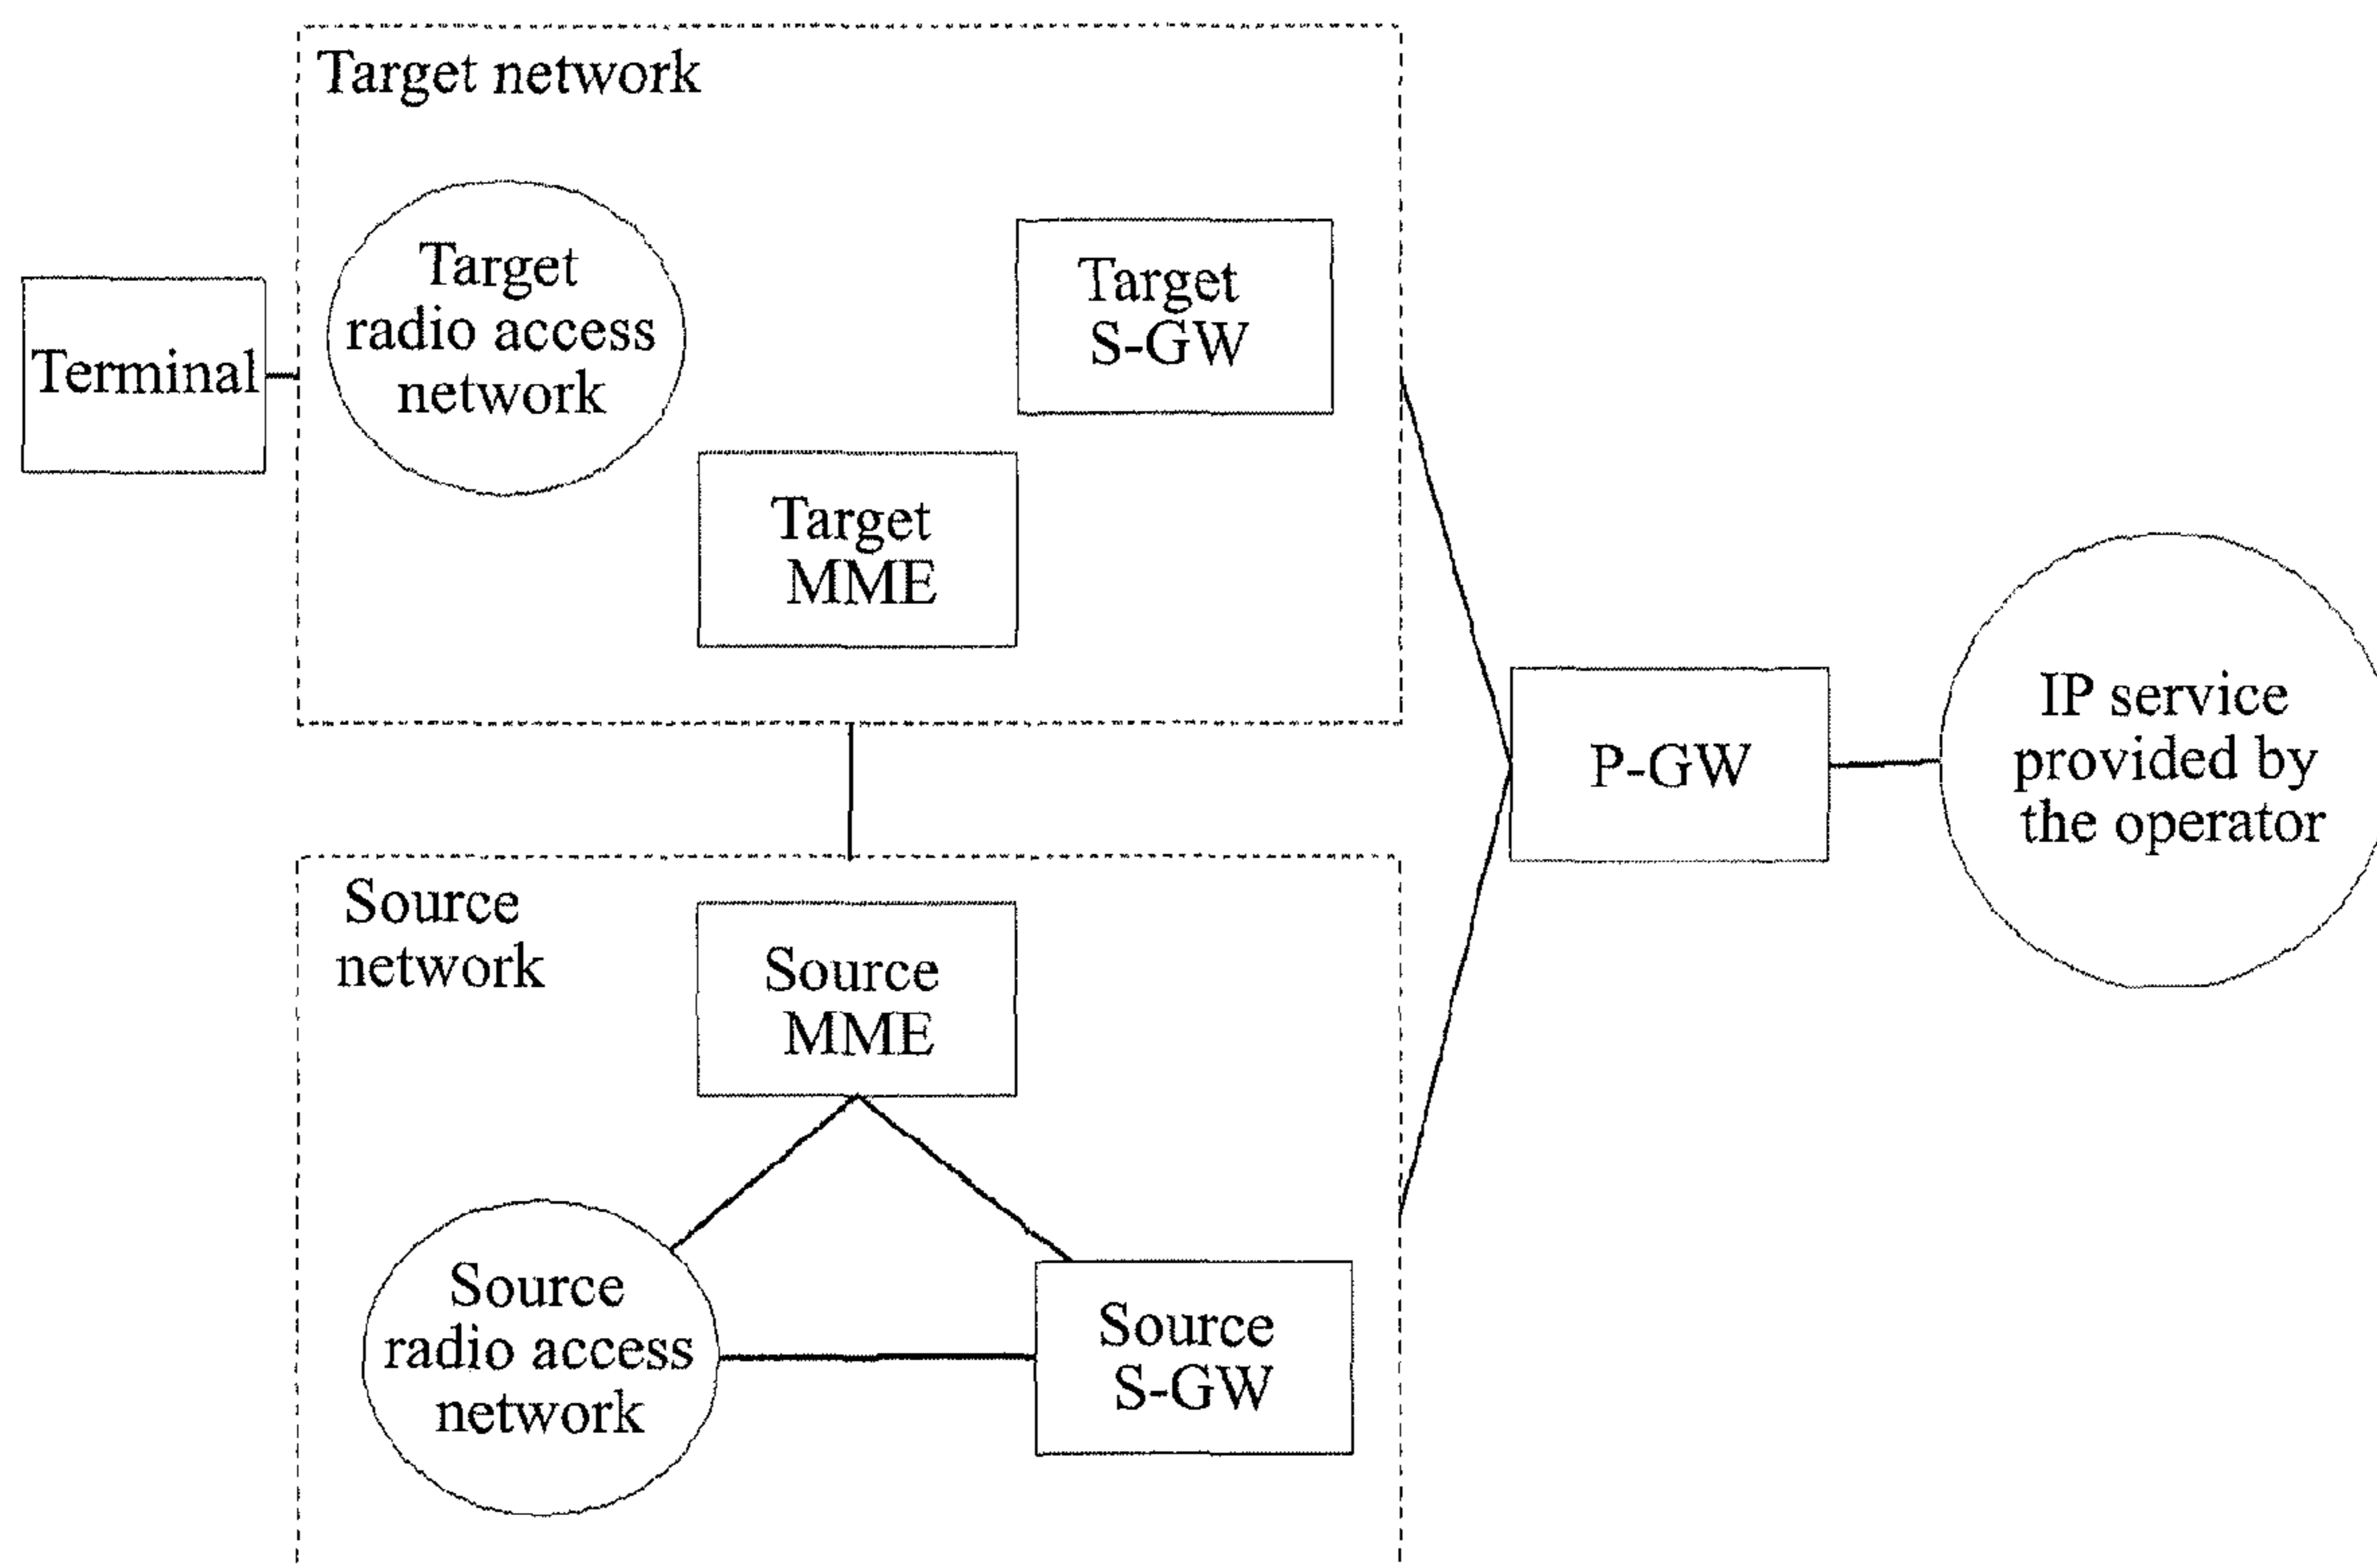 Target network
Target
radio access
network
Target
S-GW
Terminal
Target
MME
IP service
provided by
the operator
P-GW
Source
network
Source
MME
Source
radio access
network
Source
S-GW